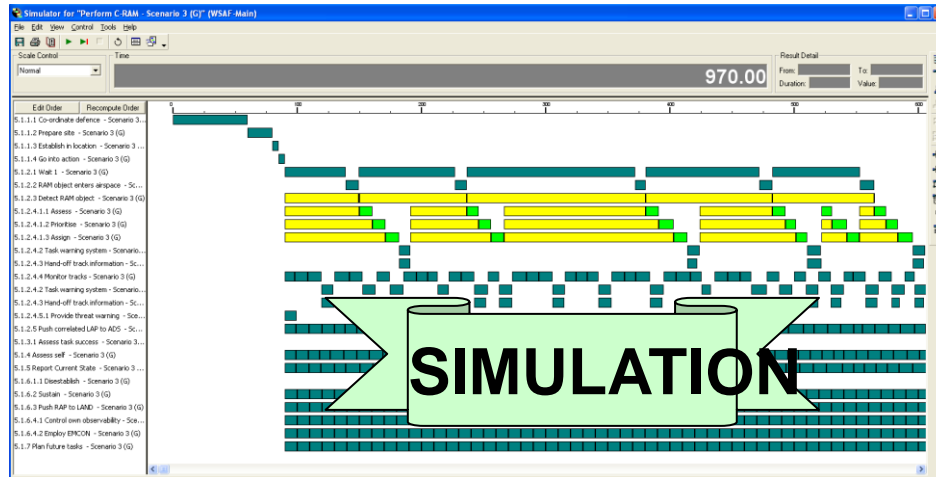 Simulator for "Perform C-RAM - Scenario 3 (G)" (WSAF-Main)
File Edit View Control Tools Help
Scale Control Time Result Detail
Normal 970.00 From: To:
Duration: Value:
Edit Order Recompute Order 0 100 200 300 400 500 600
5.1.1.1 Co-ordinate defence - Scenario 3...
5.1.1.2 Prepare site - Scenario 3 (G)
5.1.1.3 Establish in location - Scenario 3 ...
5.1.1.4 Go into action - Scenario 3 (G)
5.1.2.1 Wait 1 - Scenario 3 (G)
5.1.2.2 RAM object enters airspace - Sc...
5.1.2.3 Detect RAM object - Scenario 3 (G)
5.1.2.4.1.1 Assess - Scenario 3 (G)
5.1.2.4.1.2 Prioritise - Scenario 3 (G)
5.1.2.4.1.3 Assign - Scenario 3 (G)
5.1.2.4.2 Task warning system - Scenario...
5.1.2.4.3 Hand-off track information - Sc...
5.1.2.4.4 Monitor tracks - Scenario 3 (G)
5.1.2.4.2 Task warning system - Scenario...
5.1.2.4.3 Hand-off track information - Sc...
5.1.2.4.5.1 Provide threat warning - Sce...
5.1.2.5 Push correlated LAP to ADS - Sc...
5.1.3.1 Assess task success - Scenario 3...
5.1.4 Assess self - Scenario 3 (G)
5.1.5 Report Current State - Scenario 3 ...
5.1.6.1.1 Disestablish - Scenario 3 (G)
5.1.6.2 Sustain - Scenario 3 (G)
5.1.6.3 Push RAP to LAND - Scenario 3 (G)
5.1.6.4.1 Control own observability - Sce...
5.1.6.4.2 Employ EMCON - Scenario 3 (G)
5.1.7 Plan future tasks - Scenario 3 (G)
SIMULATION